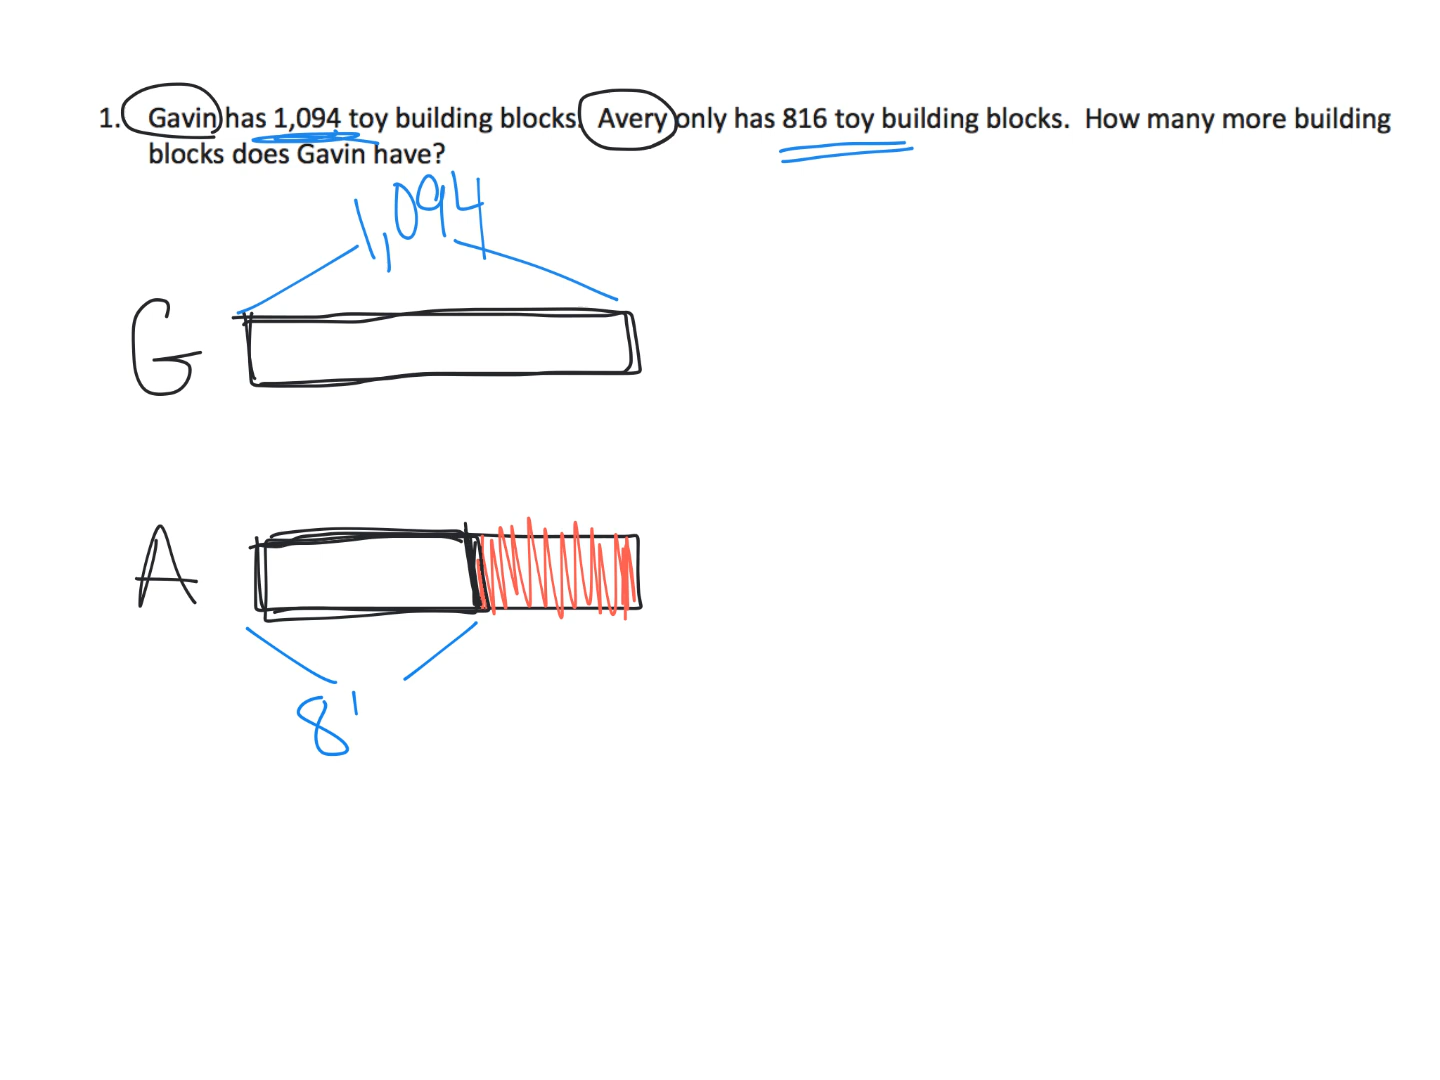 1. Gavin has 1,094 toy building blocks. Avery only has 816 toy building blocks. How many more building
blocks does Gavin have?
1,094
G
A
81